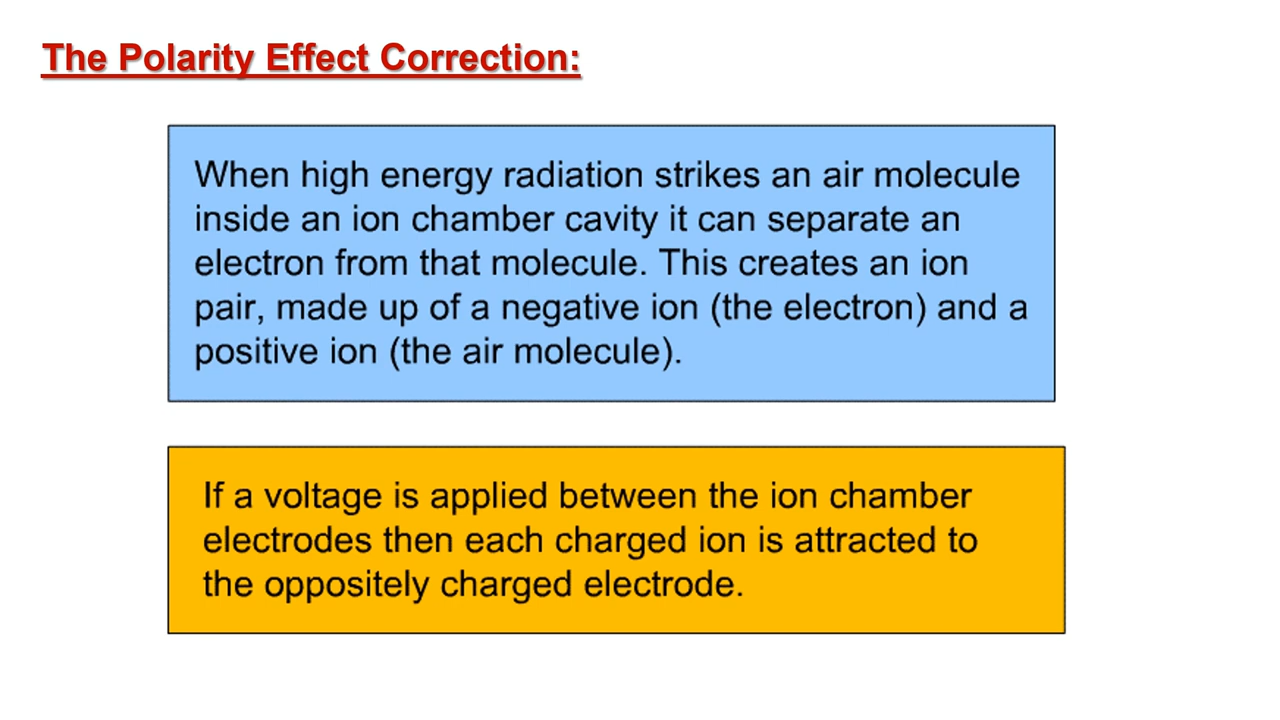 The Polarity Effect Correction:
When high energy radiation strikes an air molecule
inside an ion chamber cavity it can separate an
electron from that molecule. This creates an ion
pair, made up of a negative ion (the electron) and a
positive ion (the air molecule).
If a voltage is applied between the ion chamber
electrodes then each charged ion is attracted to
the oppositely charged electrode.